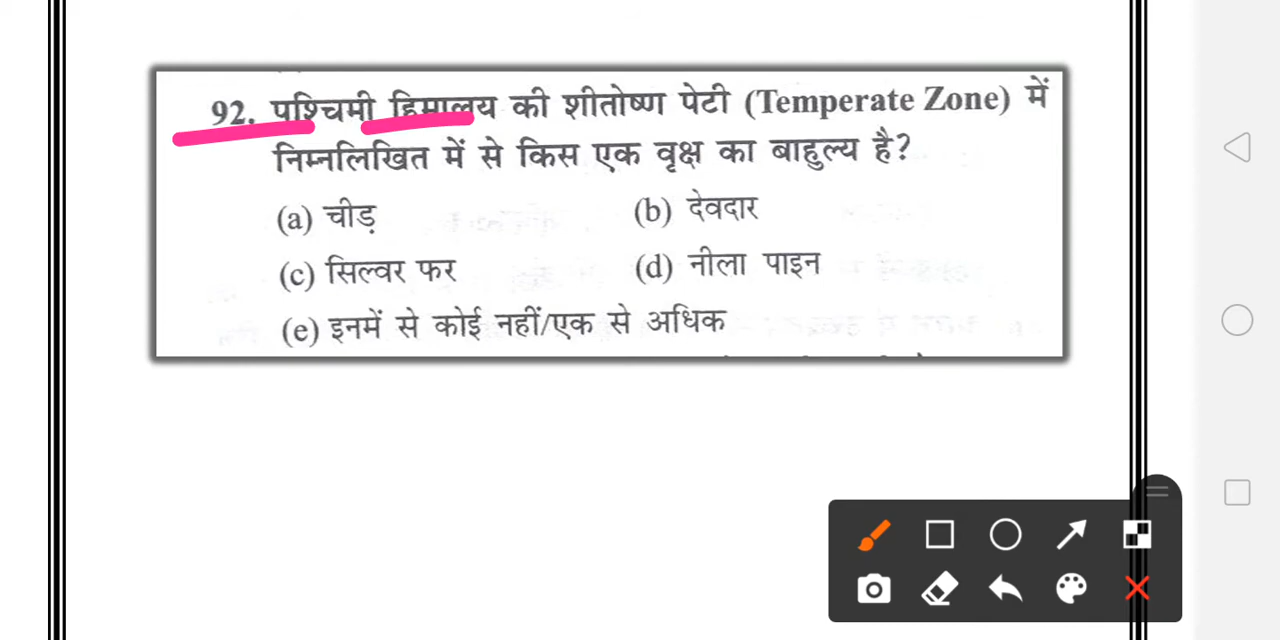 92. पश्चिमी हिमालय की शीतोष्ण पेटी (Temperate Zone) में
निम्नलिखित में से किस एक वृक्ष का बाहुल्य है?
(a) चीड़ (b) देवदार
(c) सिल्वर फर (d) नीला पाइन
(e) इनमें से कोई नहीं/एक से अधिक